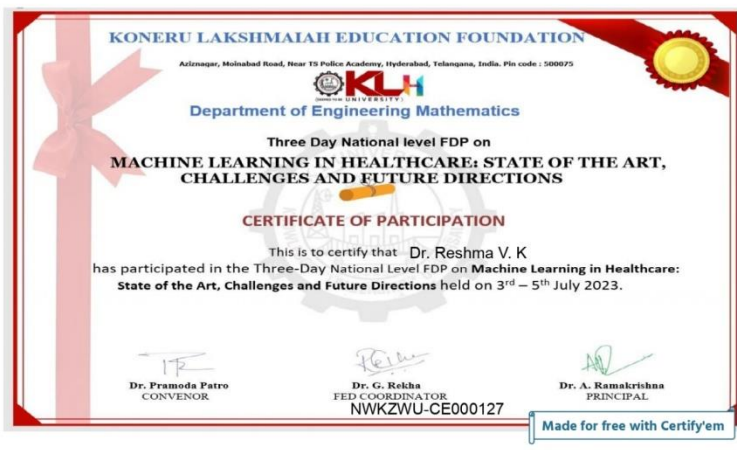 KONERU LAKSHMAIAH EDUCATION FOUNDATION
Aziznagar, Moinabad Road, Near TS Police Academy, Hyderabad, Telangana, India. Pin code : 500075
KLH
(DEEMED TO BE UNIVERSITY)
Department of Engineering Mathematics
Three Day National level FDP on
MACHINE LEARNING IN HEALTHCARE: STATE OF THE ART,
CHALLENGES AND FUTURE DIRECTIONS
CERTIFICATE OF PARTICIPATION
This is to certify that Dr. Reshma V. K
has participated in the Three-Day National Level FDP on Machine Learning in Healthcare:
State of the Art, Challenges and Future Directions held on 3rd – 5th July 2023.
Dr. Pramoda Patro Dr. G. Rekha Dr. A. Ramakrishna
CONVENOR FED COORDINATOR PRINCIPAL
NWKZWU-CE000127
Made for free with Certify'em